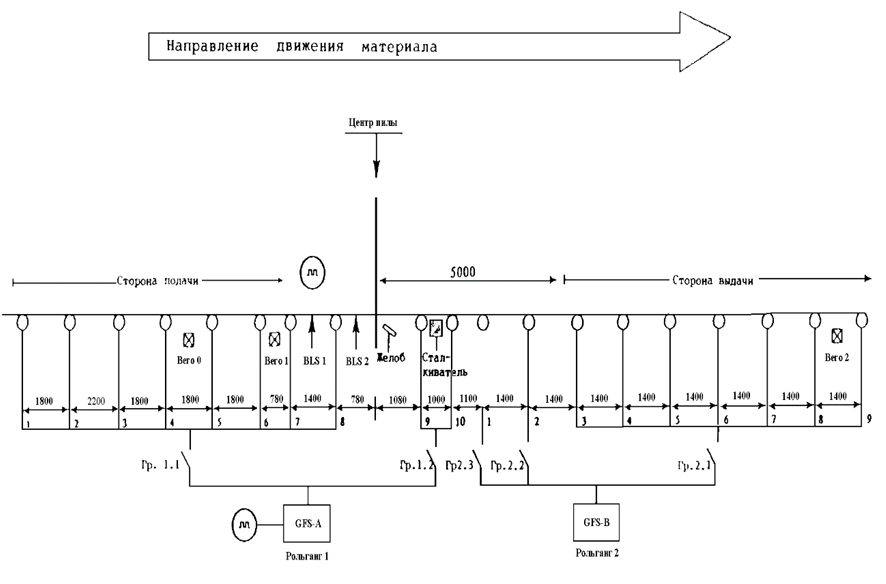 Направление движения материала
Центр пилы
5000
Сторона подачи
Сторона выдачи
Вего 0
Вего 1
BLS 1
BLS 2
Желоб
Стал-
киватель
Вего 2
1800 2200 1800 1800 1800 780 1400 780 1080 1000 1100 1400 1400 1400 1400 1400 1400 1400 1400
1 2 3 4 5 6 7 8 9 10 1 2 3 4 5 6 7 8 9
Гр. 1.1
Гр.1.2
Гр2.3
Гр.2.2
Гр.2.1
GFS-A
GFS-B
Рольганг 1
Рольганг 2